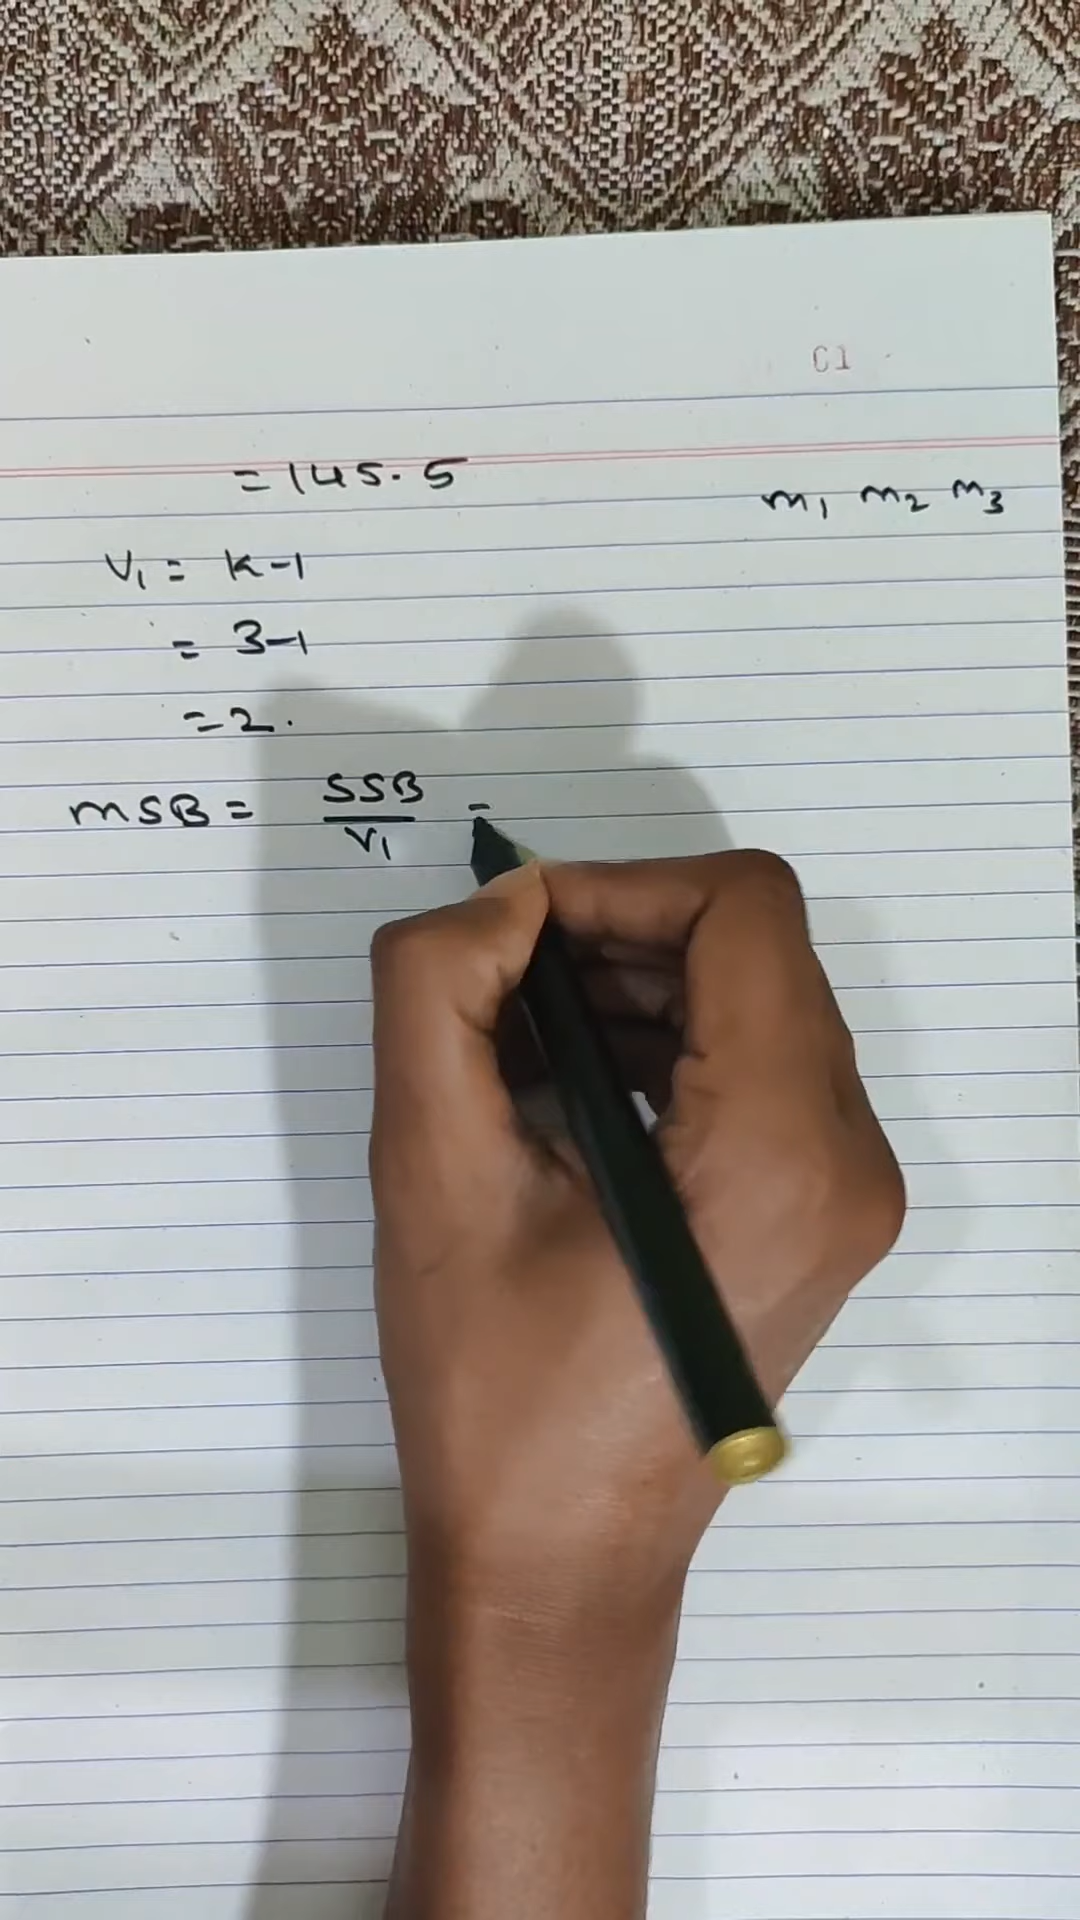 C1
= 145.5
m₁ m₂ m₃
V₁ = K-1
= 3-1
= 2.
MSB = SSB/V₁ =